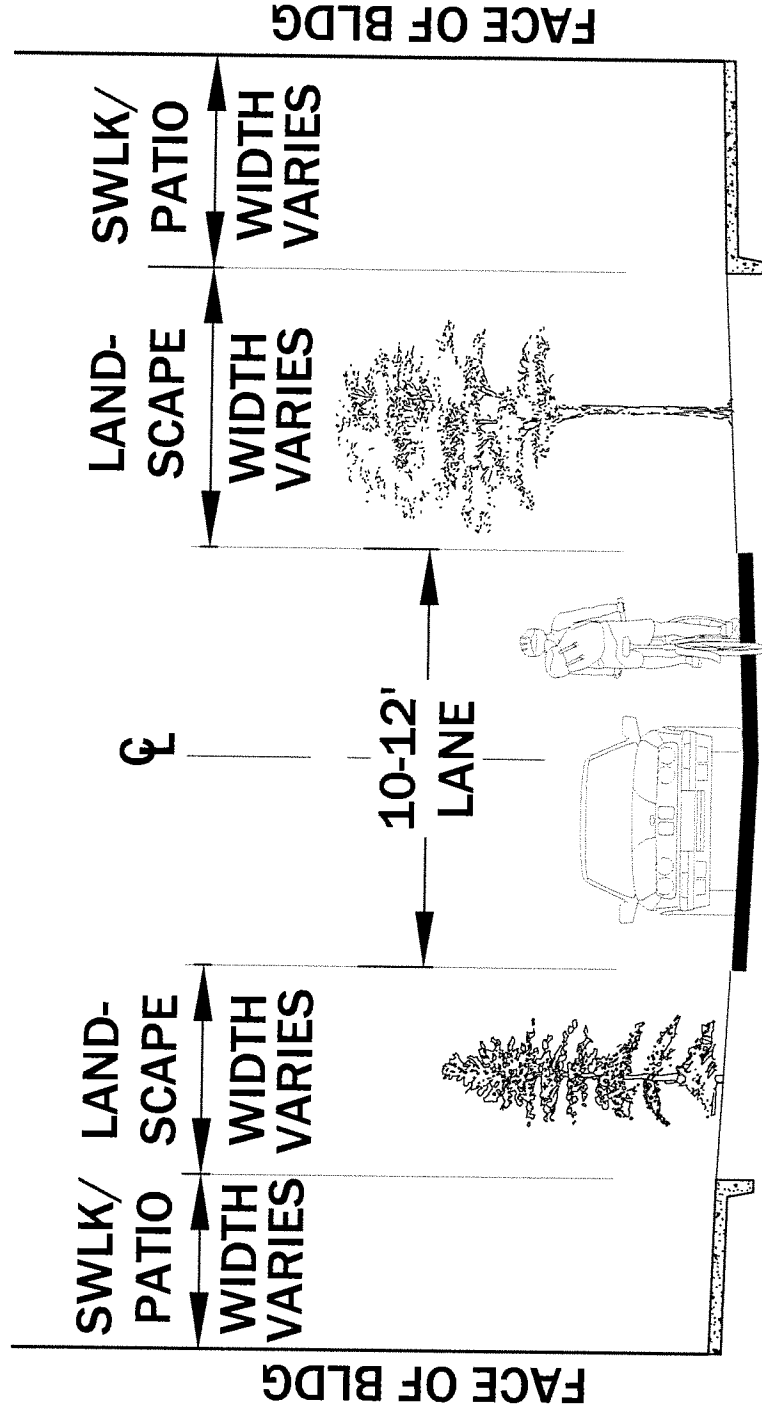 FACE OF BLDG
SWLK/
PATIO
WIDTH
VARIES
LAND-
SCAPE
WIDTH
VARIES
CL
10-12'
LANE
LAND-
SCAPE
WIDTH
VARIES
SWLK/
PATIO
WIDTH
VARIES
FACE OF BLDG